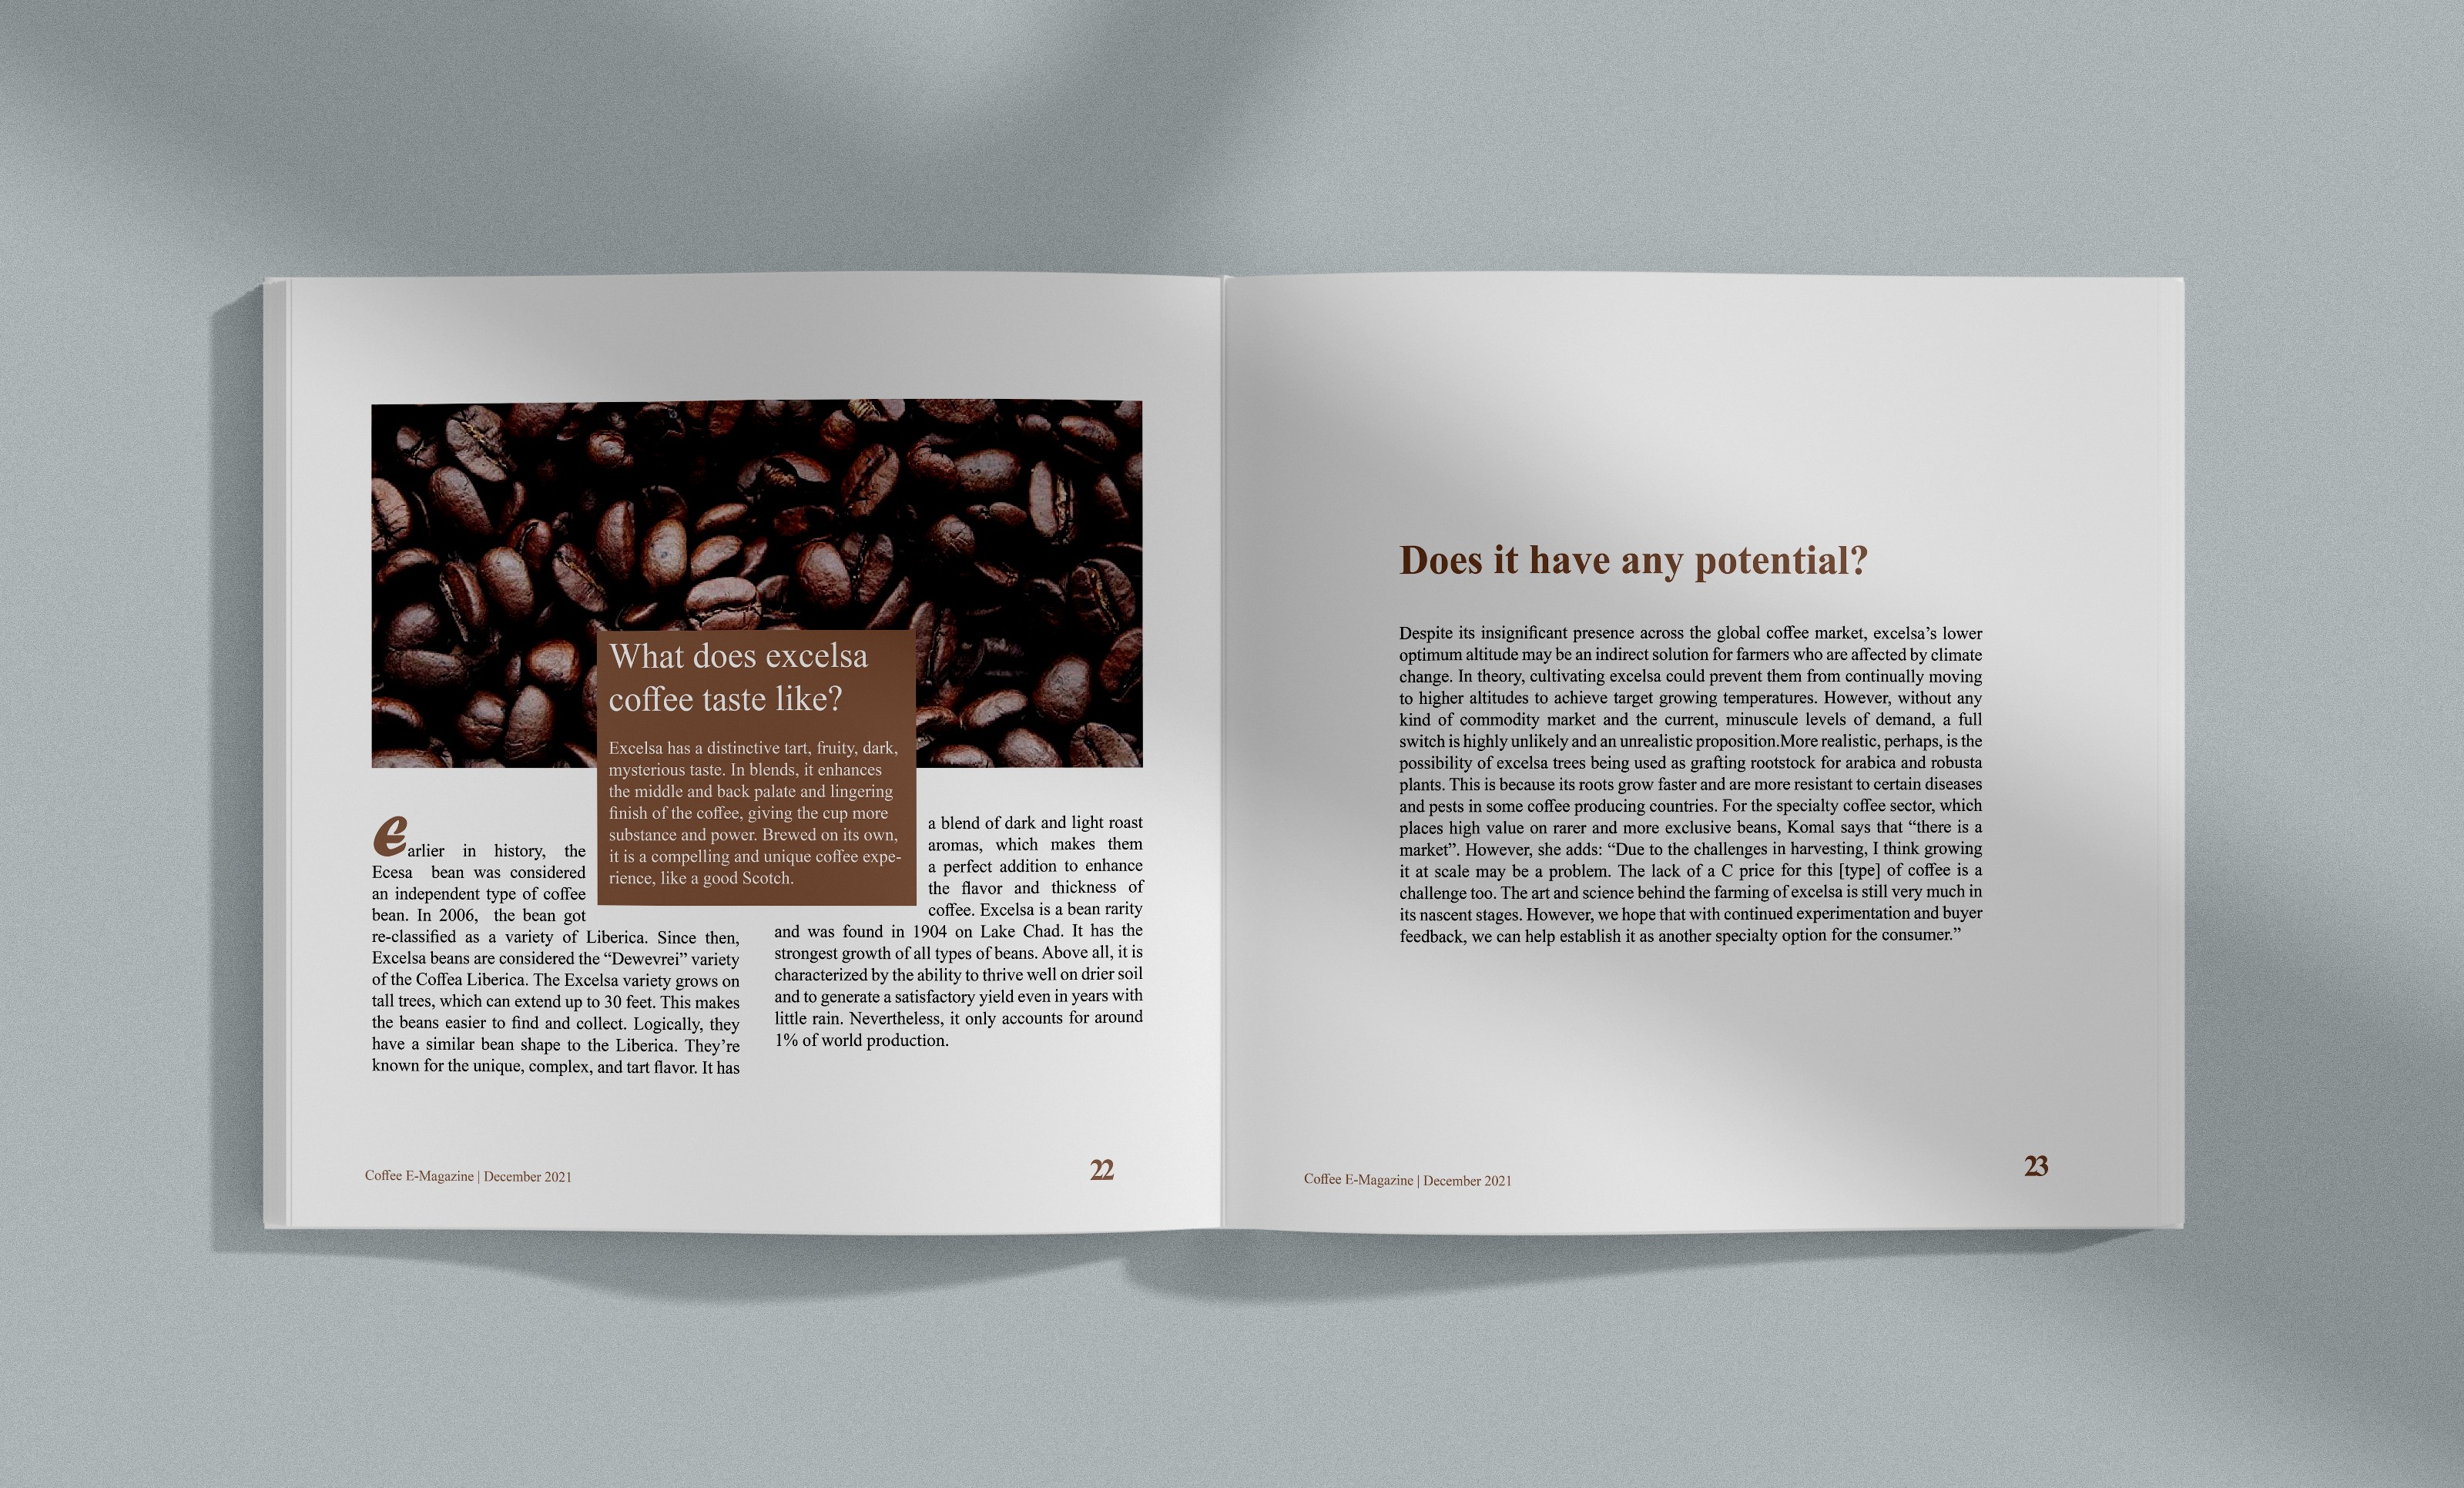 What does excelsa
coffee taste like?
Excelsa has a distinctive tart, fruity, dark,
mysterious taste. In blends, it enhances
the middle and back palate and lingering
finish of the coffee, giving the cup more
substance and power. Brewed on its own,
it is a compelling and unique coffee expe-
rience, like a good Scotch.
earlier in history, the
Ecesa bean was considered
an independent type of coffee
bean. In 2006, the bean got
re-classified as a variety of Liberica. Since then,
Excelsa beans are considered the “Dewevrei” variety
of the Coffea Liberica. The Excelsa variety grows on
tall trees, which can extend up to 30 feet. This makes
the beans easier to find and collect. Logically, they
have a similar bean shape to the Liberica. They’re
known for the unique, complex, and tart flavor. It has
a blend of dark and light roast
aromas, which makes them
a perfect addition to enhance
the flavor and thickness of
coffee. Excelsa is a bean rarity
and was found in 1904 on Lake Chad. It has the
strongest growth of all types of beans. Above all, it is
characterized by the ability to thrive well on drier soil
and to generate a satisfactory yield even in years with
little rain. Nevertheless, it only accounts for around
1% of world production.
Coffee E-Magazine | December 2021
22
Does it have any potential?
Despite its insignificant presence across the global coffee market, excelsa’s lower
optimum altitude may be an indirect solution for farmers who are affected by climate
change. In theory, cultivating excelsa could prevent them from continually moving
to higher altitudes to achieve target growing temperatures. However, without any
kind of commodity market and the current, minuscule levels of demand, a full
switch is highly unlikely and an unrealistic proposition.More realistic, perhaps, is the
possibility of excelsa trees being used as grafting rootstock for arabica and robusta
plants. This is because its roots grow faster and are more resistant to certain diseases
and pests in some coffee producing countries. For the specialty coffee sector, which
places high value on rarer and more exclusive beans, Komal says that “there is a
market”. However, she adds: “Due to the challenges in harvesting, I think growing
it at scale may be a problem. The lack of a C price for this [type] of coffee is a
challenge too. The art and science behind the farming of excelsa is still very much in
its nascent stages. However, we hope that with continued experimentation and buyer
feedback, we can help establish it as another specialty option for the consumer.”
Coffee E-Magazine | December 2021
23